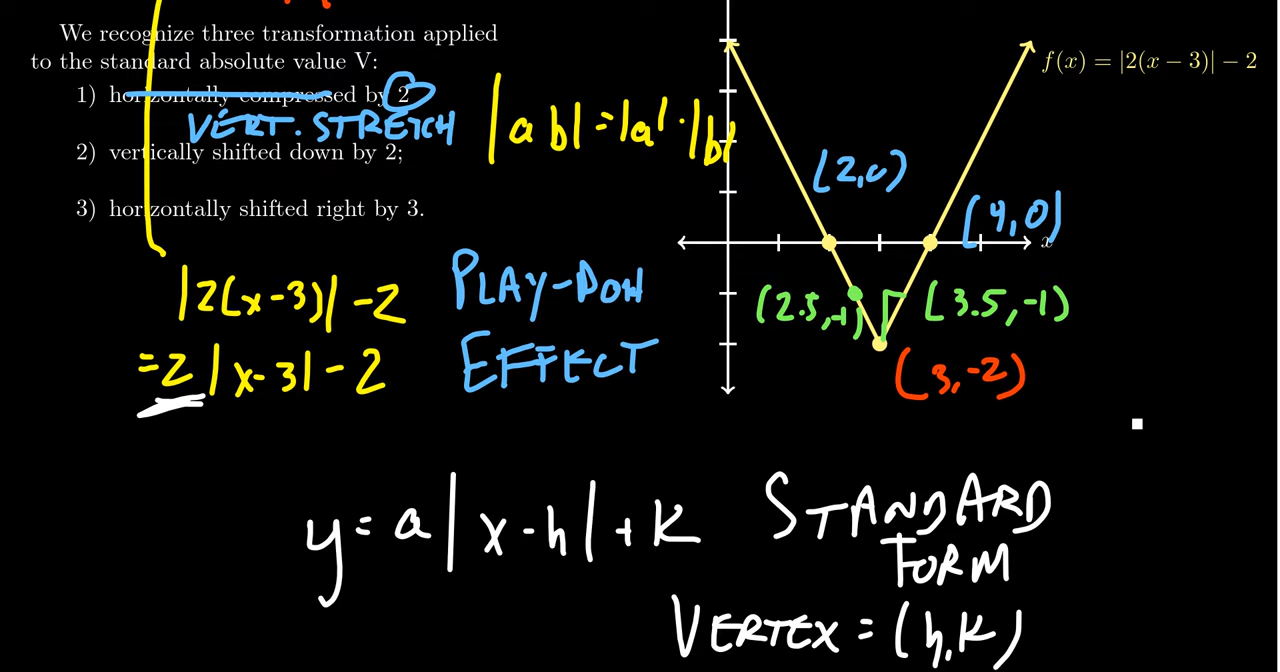 We recognize three transformation applied
to the standard absolute value V:
1) horizontally compressed by 2
VERT. STRETCH
|ab| = |a| · |b|
2) vertically shifted down by 2;
3) horizontally shifted right by 3.
|2(x-3)| -2
= 2|x-3| -2
PLAY-DOH
EFFECT
f(x) = |2(x − 3)| − 2
(2,0)
(4,0)
x
(2.5,-1)
(3.5,-1)
(3,-2)
y = a|x-h| + k
STANDARD
FORM
VERTEX = (h,k)